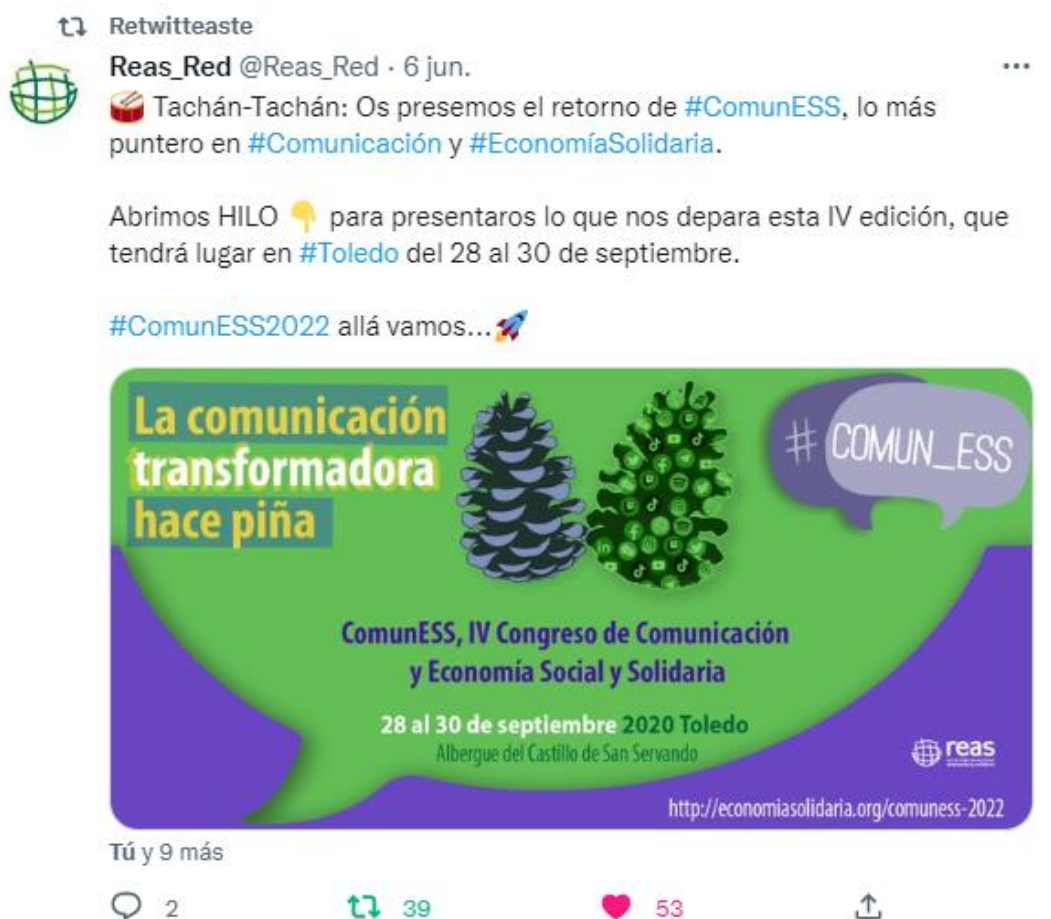 Retwitteaste
Reas_Red @Reas_Red · 6 jun.
🥁 Tachán-Tachán: Os presemos el retorno de #ComunESS, lo más
puntero en #Comunicación y #EconomíaSolidaria.
Abrimos HILO 👇 para presentaros lo que nos depara esta IV edición, que
tendrá lugar en #Toledo del 28 al 30 de septiembre.
#ComunESS2022 allá vamos...🚀
La comunicación
transformadora
hace piña
# COMUN_ESS
ComunESS, IV Congreso de Comunicación
y Economía Social y Solidaria
28 al 30 de septiembre 2020 Toledo
Albergue del Castillo de San Servando
reas
http://economiasolidaria.org/comuness-2022
Tú y 9 más
2 39 53